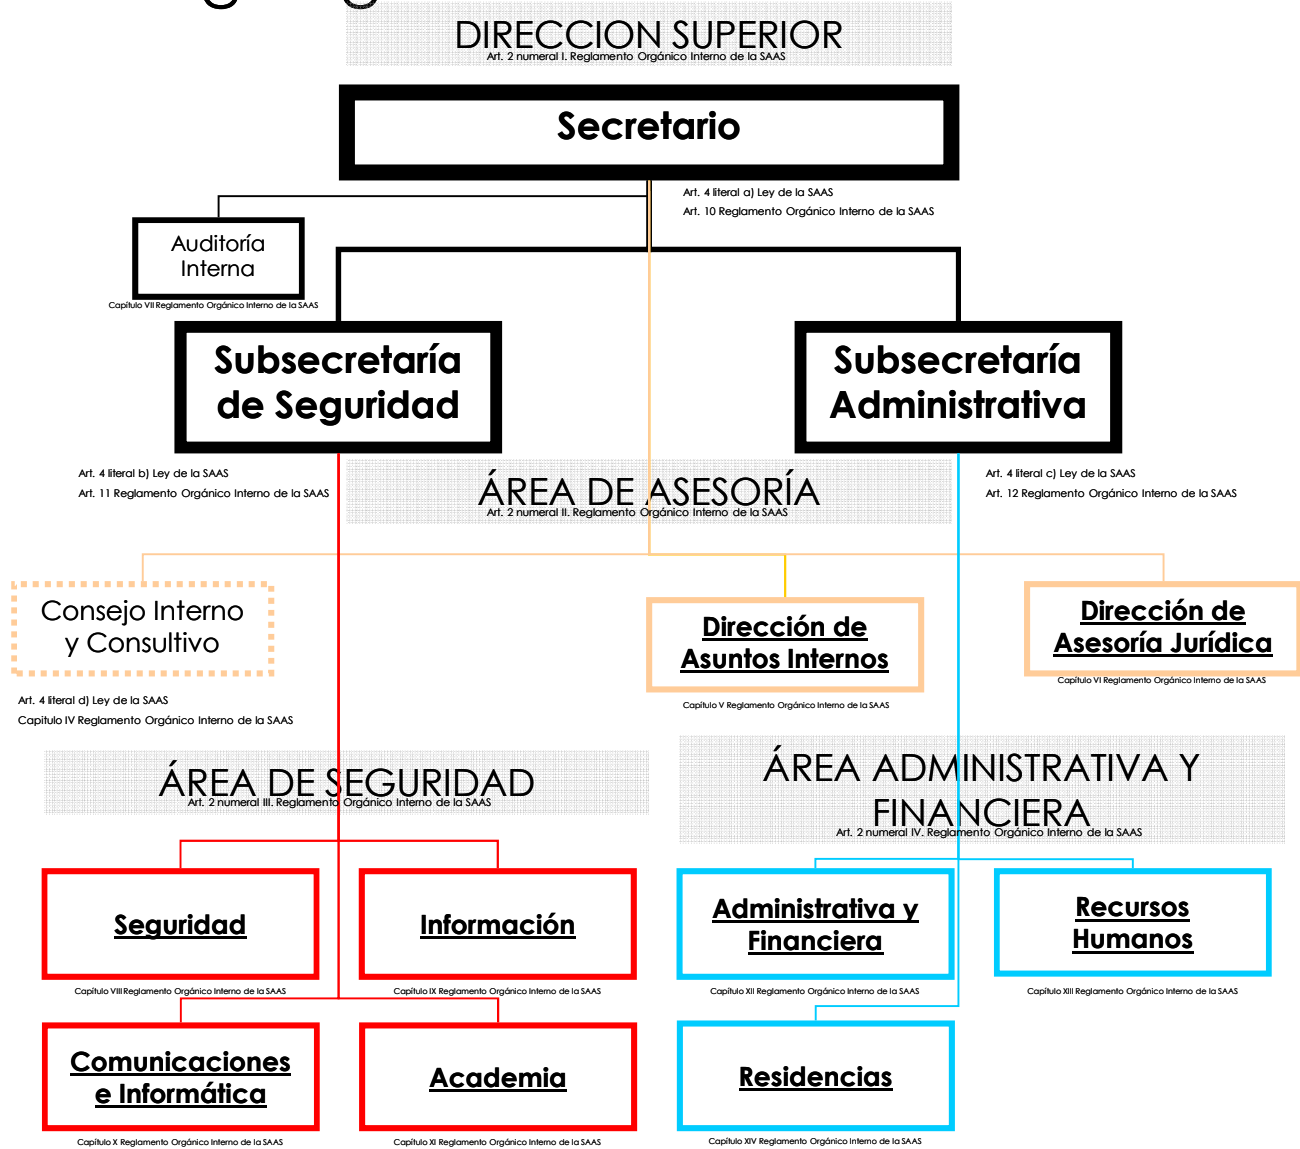 DIRECCION SUPERIOR
Art. 2 numeral I. Reglamento Orgánico Interno de la SAAS
Secretario
Art. 4 literal a) Ley de la SAAS
Art. 10 Reglamento Orgánico Interno de la SAAS
Auditoría
Interna
Capítulo VII Reglamento Orgánico Interno de la SAAS
Subsecretaría
de Seguridad
Subsecretaría
Administrativa
Art. 4 literal b) Ley de la SAAS
Art. 11 Reglamento Orgánico Interno de la SAAS
ÁREA DE ASESORÍA
Art. 2 numeral II. Reglamento Orgánico Interno de la SAAS
Art. 4 literal c) Ley de la SAAS
Art. 12 Reglamento Orgánico Interno de la SAAS
Consejo Interno
y Consultivo
Art. 4 literal d) Ley de la SAAS
Capítulo IV Reglamento Orgánico Interno de la SAAS
Dirección de
Asuntos Internos
Capítulo V Reglamento Orgánico Interno de la SAAS
Dirección de
Asesoría Jurídica
Capítulo VI Reglamento Orgánico Interno de la SAAS
ÁREA DE SEGURIDAD
Art. 2 numeral III. Reglamento Orgánico Interno de la SAAS
ÁREA ADMINISTRATIVA Y
FINANCIERA
Art. 2 numeral IV. Reglamento Orgánico Interno de la SAAS
Seguridad
Capítulo VIII Reglamento Orgánico Interno de la SAAS
Información
Capítulo IX Reglamento Orgánico Interno de la SAAS
Administrativa y
Financiera
Capítulo XII Reglamento Orgánico Interno de la SAAS
Recursos
Humanos
Capítulo XIII Reglamento Orgánico Interno de la SAAS
Comunicaciones
e Informática
Capítulo X Reglamento Orgánico Interno de la SAAS
Academia
Capítulo XI Reglamento Orgánico Interno de la SAAS
Residencias
Capítulo XIV Reglamento Orgánico Interno de la SAAS